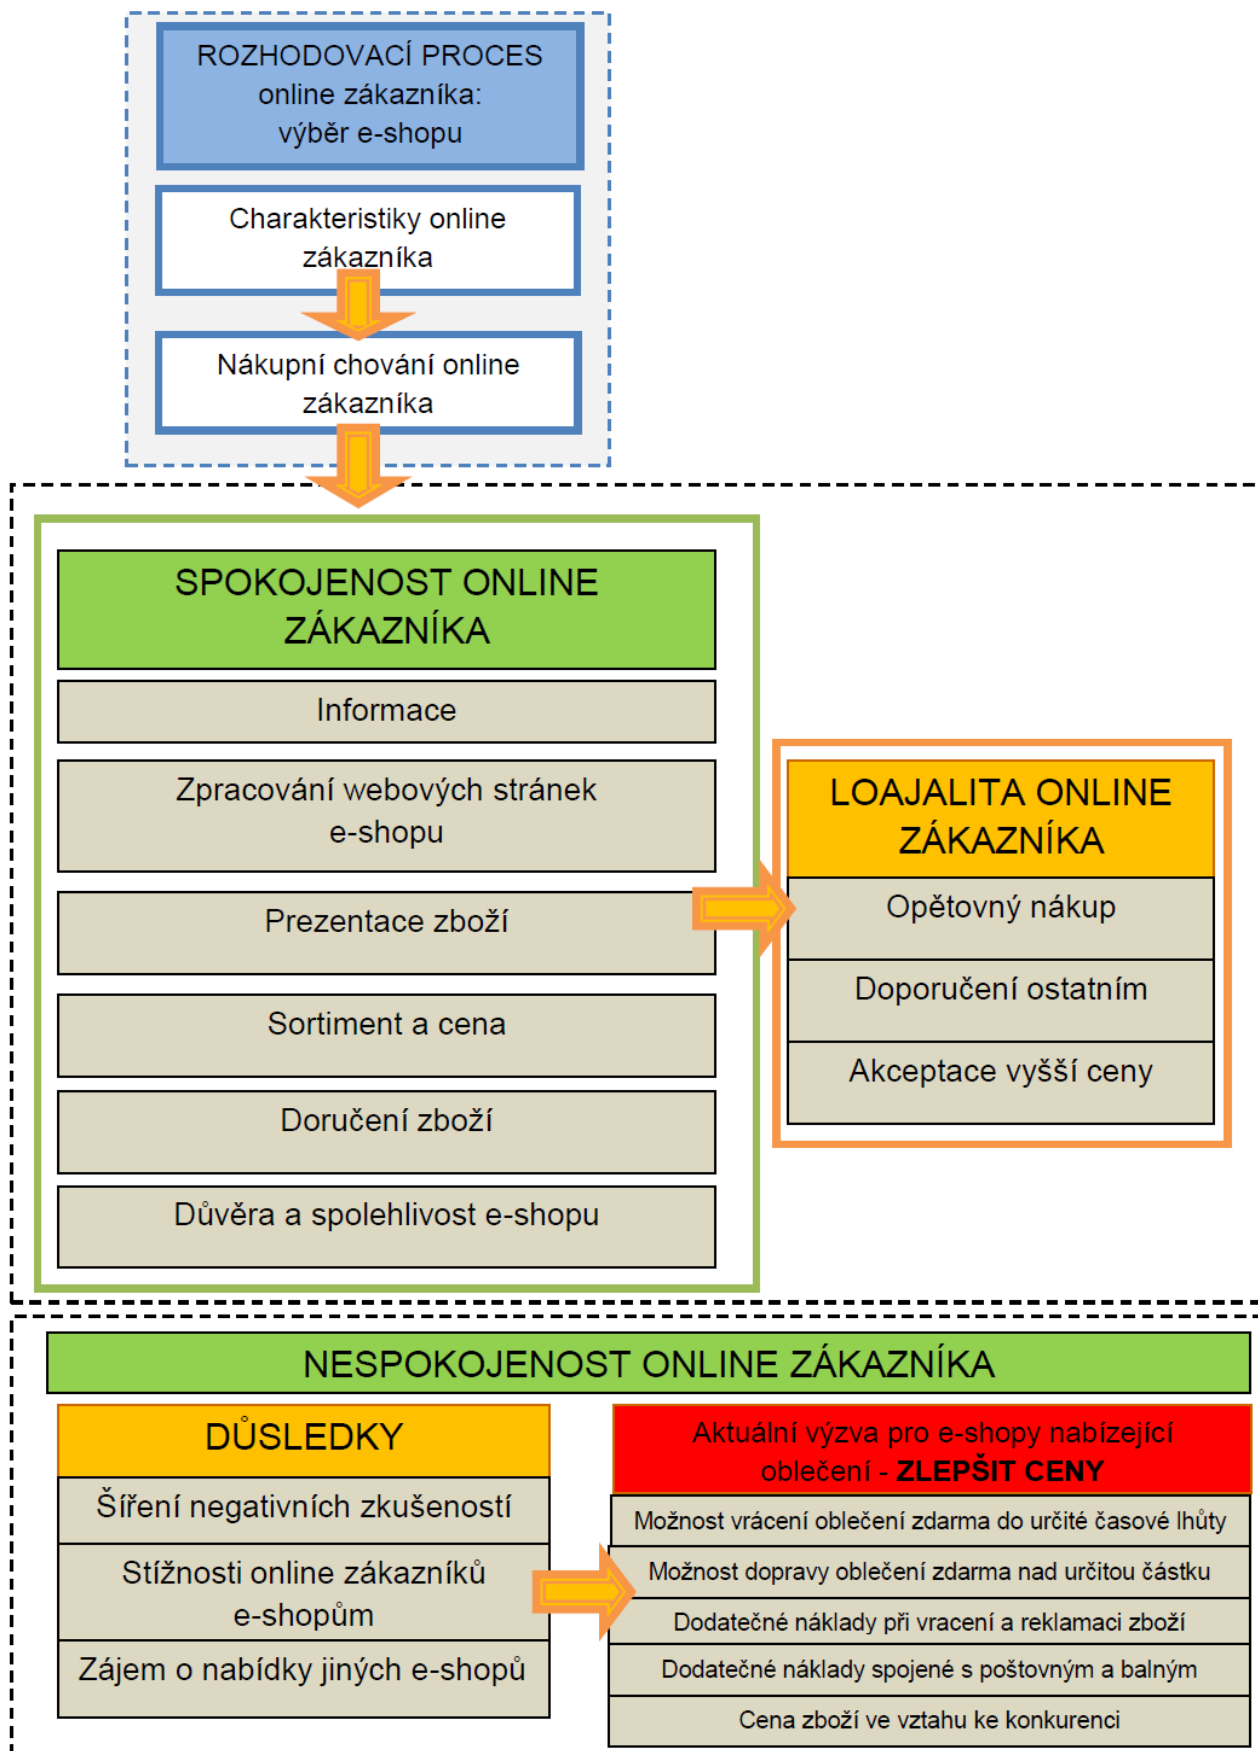 ROZHODOVACÍ PROCES
online zákazníka:
výběr e-shopu
Charakteristiky online
zákazníka
Nákupní chování online
zákazníka
SPOKOJENOST ONLINE
ZÁKAZNÍKA
Informace
Zpracování webových stránek
e-shopu
Prezentace zboží
Sortiment a cena
Doručení zboží
Důvěra a spolehlivost e-shopu
LOAJALITA ONLINE
ZÁKAZNÍKA
Opětovný nákup
Doporučení ostatním
Akceptace vyšší ceny
NESPOKOJENOST ONLINE ZÁKAZNÍKA
DŮSLEDKY
Šíření negativních zkušeností
Stížnosti online zákazníků
e-shopům
Zájem o nabídky jiných e-shopů
Aktuální výzva pro e-shopy nabízející
oblečení - ZLEPŠIT CENY
Možnost vrácení oblečení zdarma do určité časové lhůty
Možnost dopravy oblečení zdarma nad určitou částku
Dodatečné náklady při vracení a reklamaci zboží
Dodatečné náklady spojené s poštovným a balným
Cena zboží ve vztahu ke konkurenci